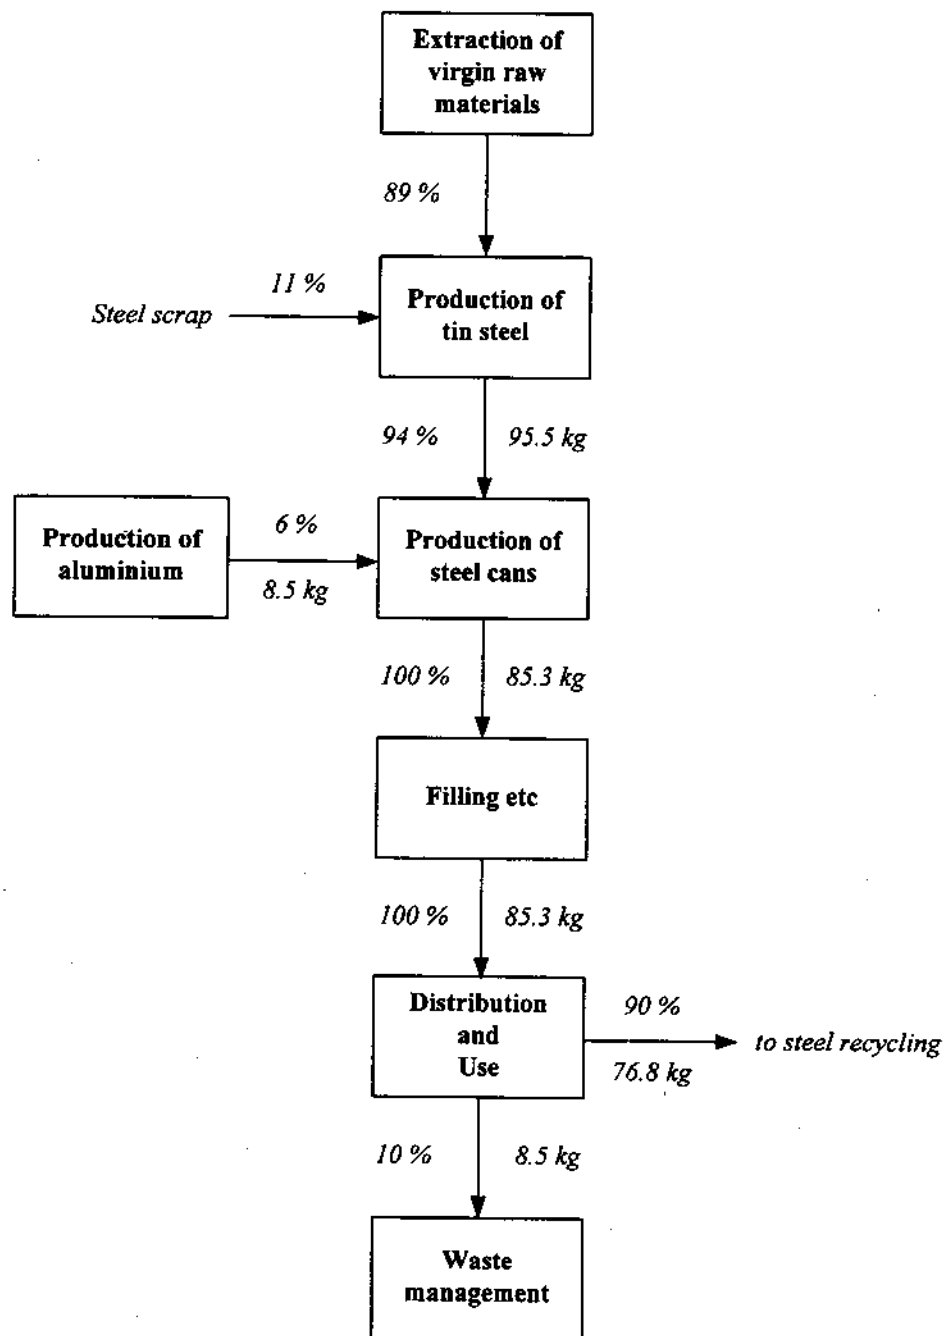 Extraction of
virgin raw
materials
89 %
11 %
Steel scrap
Production of
tin steel
94 %
95.5 kg
Production of
aluminium
6 %
8.5 kg
Production of
steel cans
100 %
85.3 kg
Filling etc
100 %
85.3 kg
Distribution
and
Use
90 %
to steel recycling
76.8 kg
10 %
8.5 kg
Waste
management